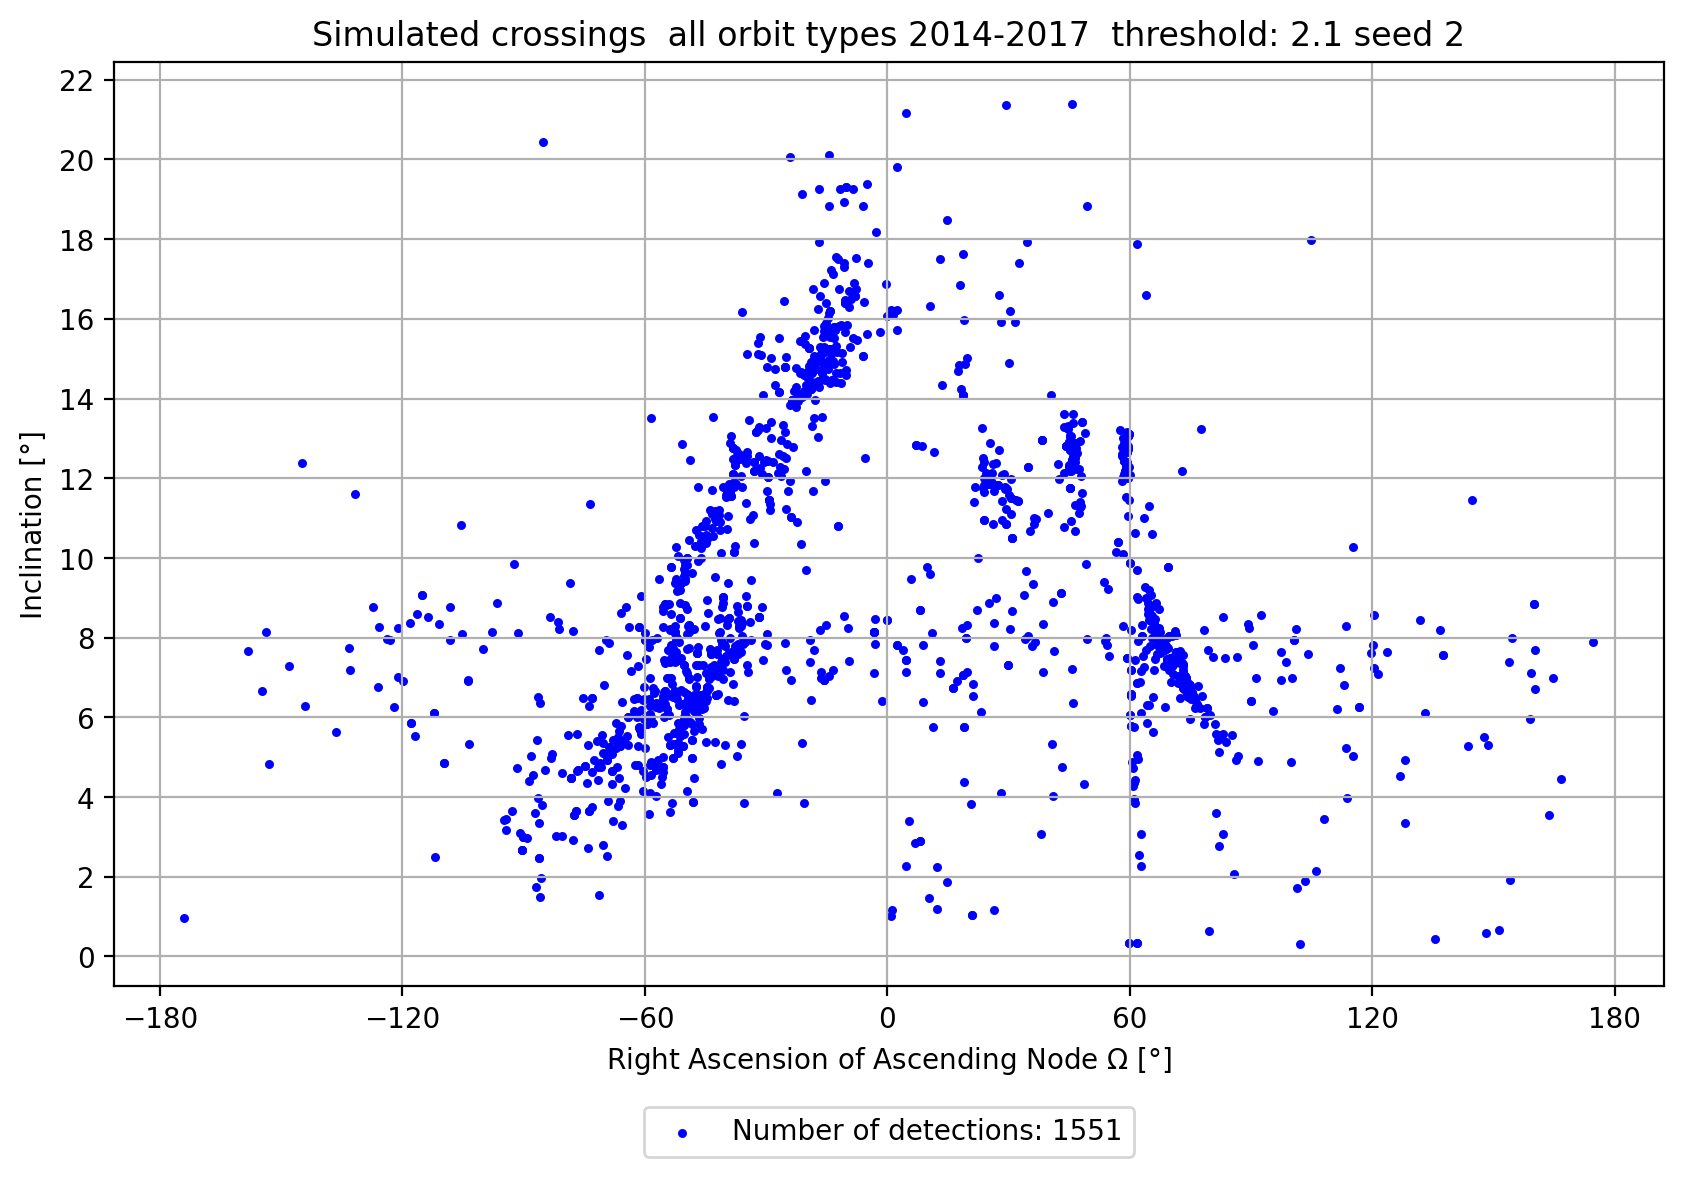 Simulated crossings  all orbit types 2014-2017  threshold: 2.1 seed 2
22
20
18
16
14
12
10
8
6
4
2
0
Inclination [°]
−180 −120 −60 0 60 120 180
Right Ascension of Ascending Node Ω [°]
Number of detections: 1551